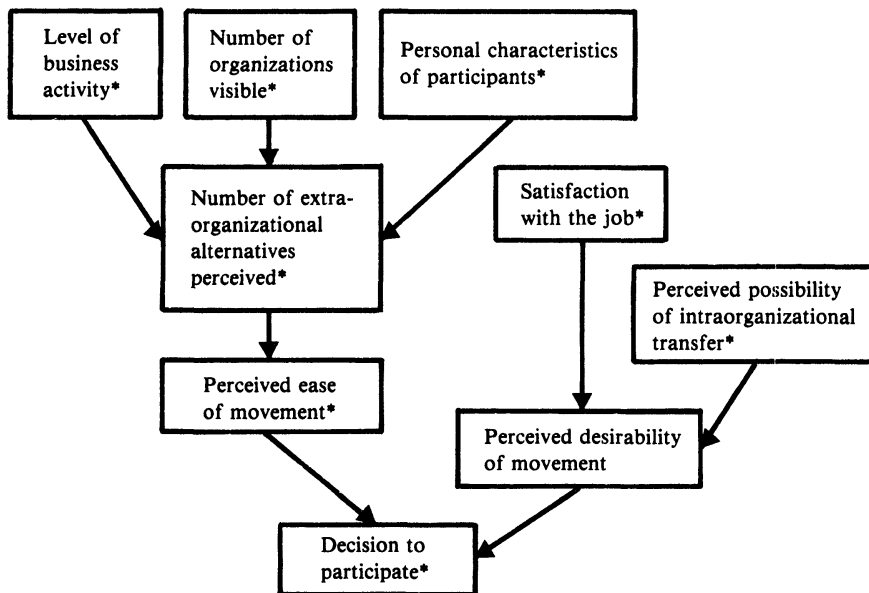 Level of
business
activity*
Number of
organizations
visible*
Personal characteristics
of participants*
Number of extra-
organizational
alternatives
perceived*
Satisfaction
with the job*
Perceived possibility
of intraorganizational
transfer*
Perceived ease
of movement*
Perceived desirability
of movement
Decision to
participate*